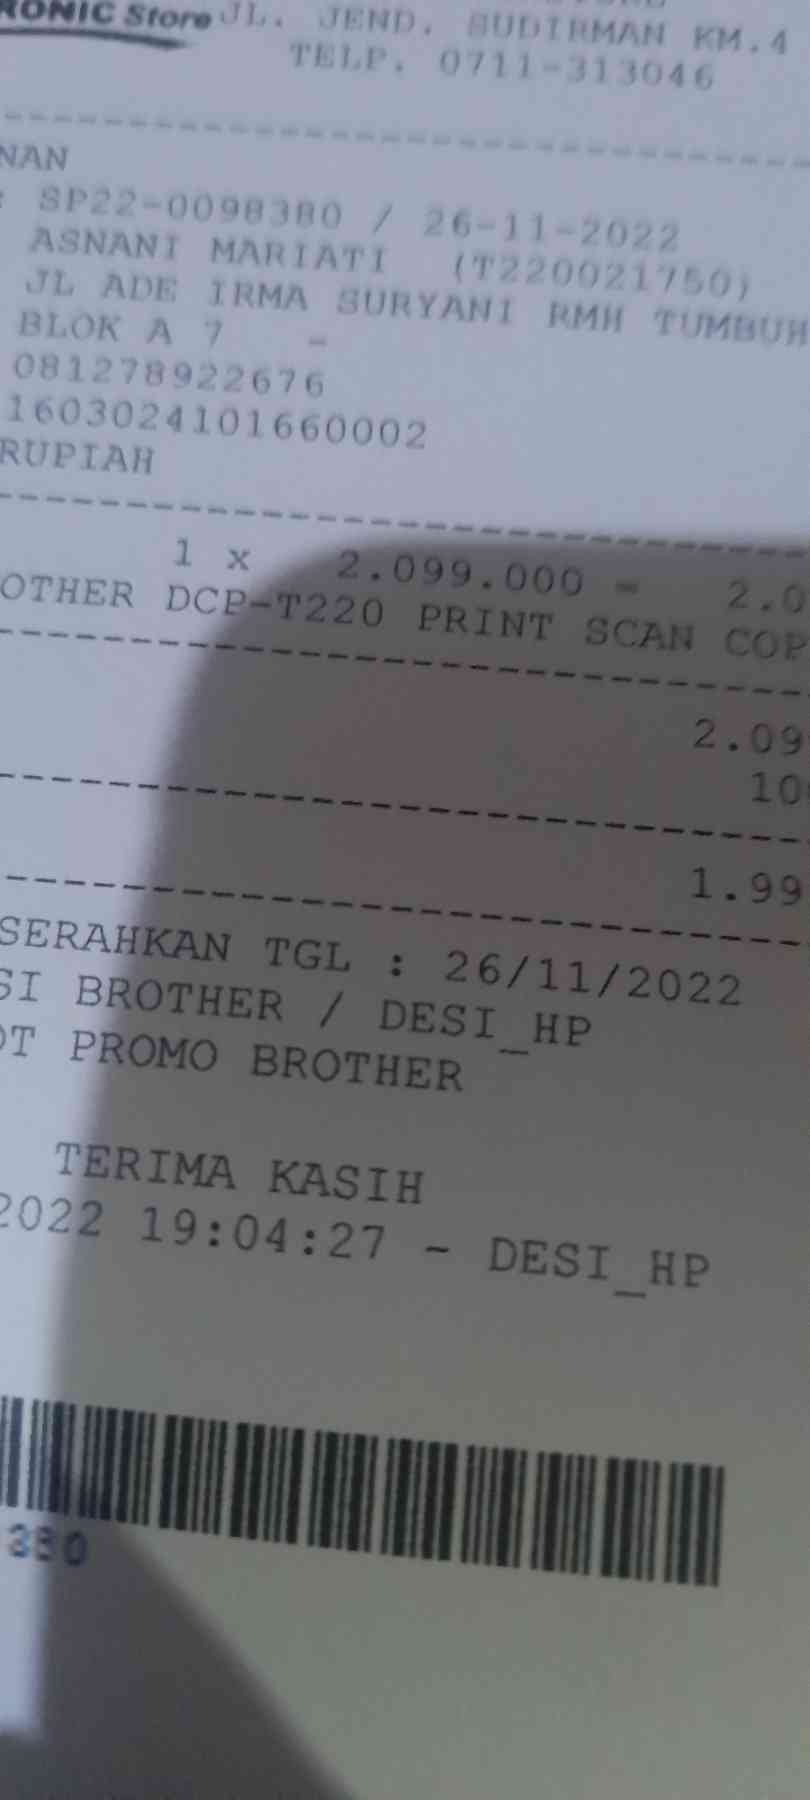 RONIC Store JL. JEND. SUDIRMAN KM.4
TELP. 0711-313046
NAN
: SP22-0098380 / 26-11-2022
ASNANI MARIATI (T220021750)
JL ADE IRMA SURYANI RMH TUMBUH
BLOK A 7 -
081278922676
1603024101660002
RUPIAH
1 x 2.099.000 = 2.0
OTHER DCP-T220 PRINT SCAN COP
2.09
10
1.99
SERAHKAN TGL : 26/11/2022
SI BROTHER / DESI_HP
OT PROMO BROTHER
TERIMA KASIH
2022 19:04:27 - DESI_HP
380